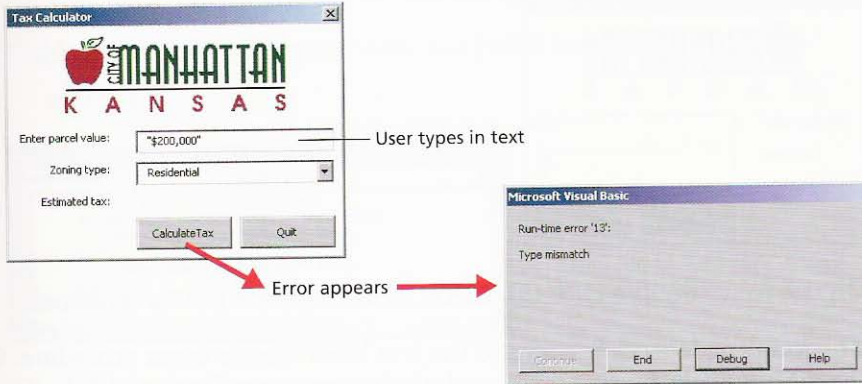 Tax Calculator
CITY OF MANHATTAN
KANSAS
Enter parcel value:
"$200,000"
User types in text
Zoning type:
Residential
Estimated tax:
CalculateTax
Quit
Error appears
Microsoft Visual Basic
Run-time error '13':
Type mismatch
Continue
End
Debug
Help